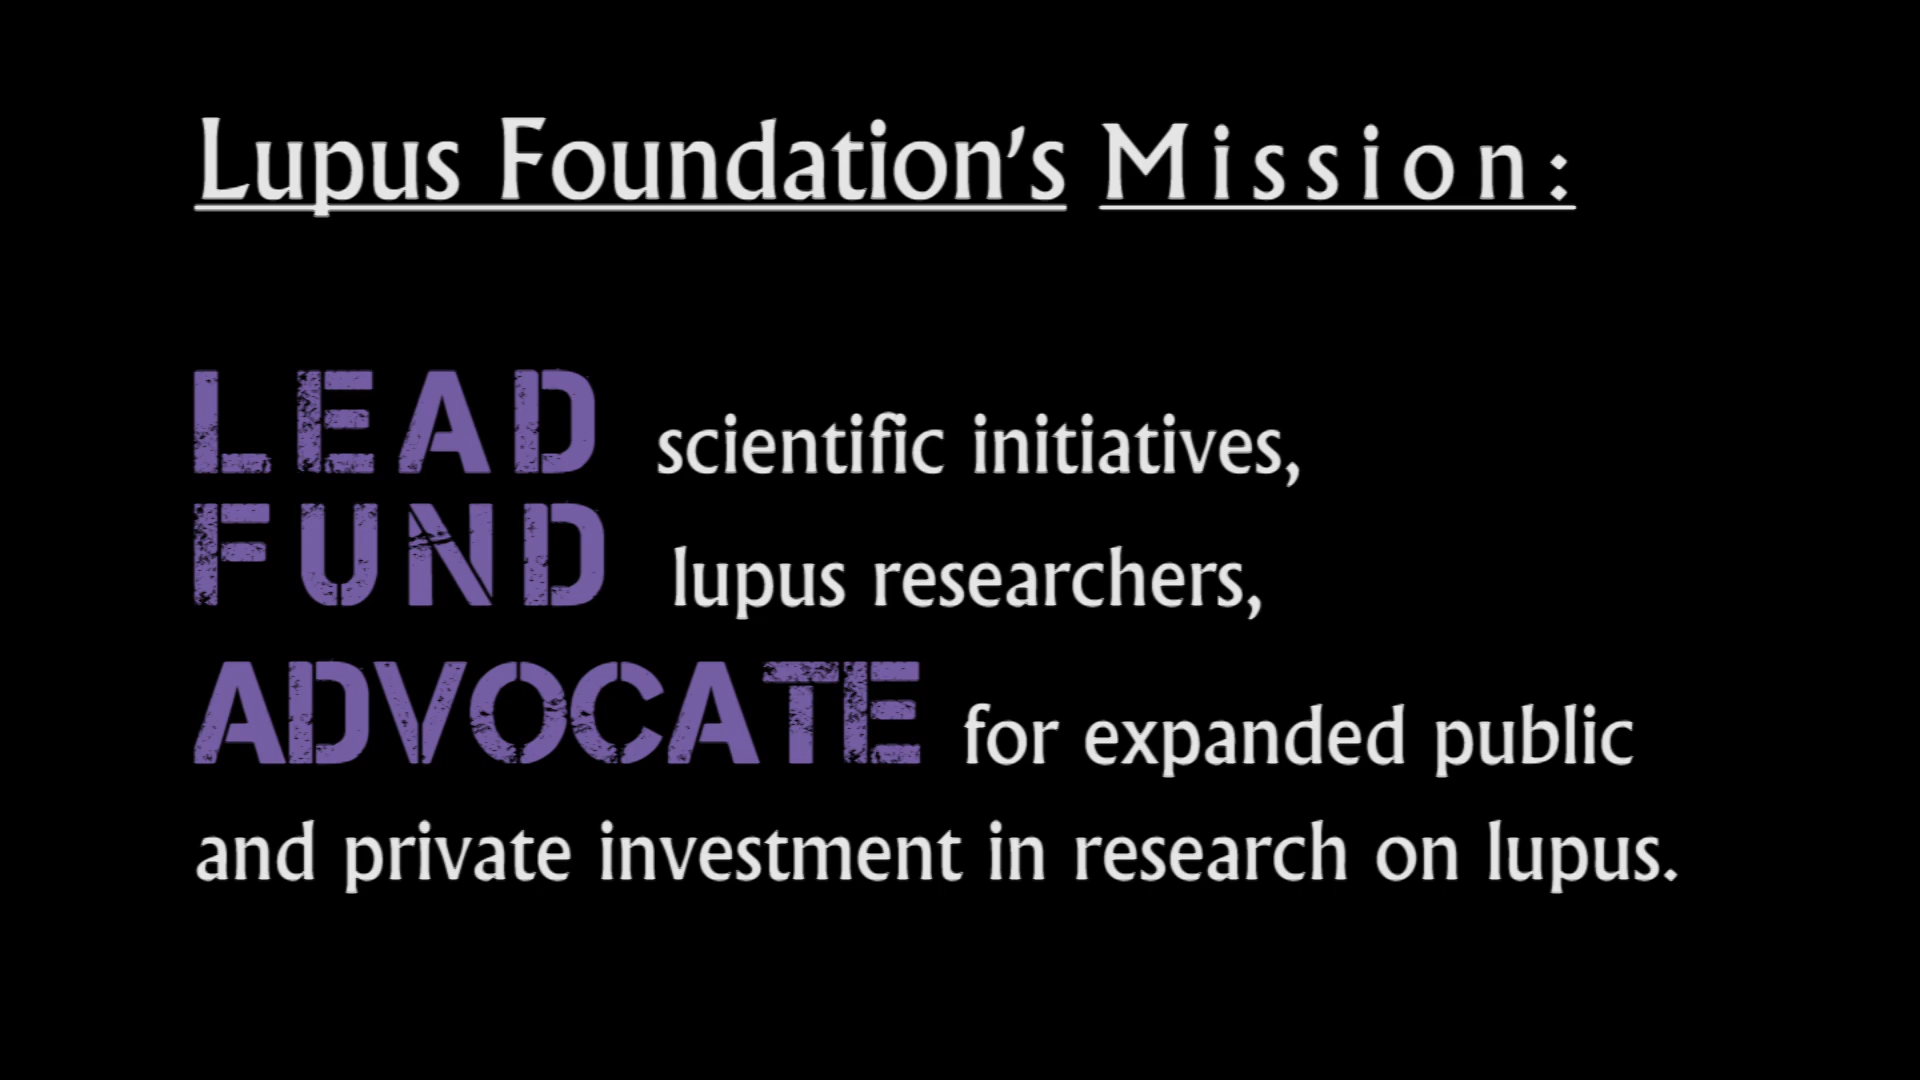 Lupus Foundation’s Mission:
LEAD scientific initiatives,
FUND lupus researchers,
ADVOCATE for expanded public
and private investment in research on lupus.